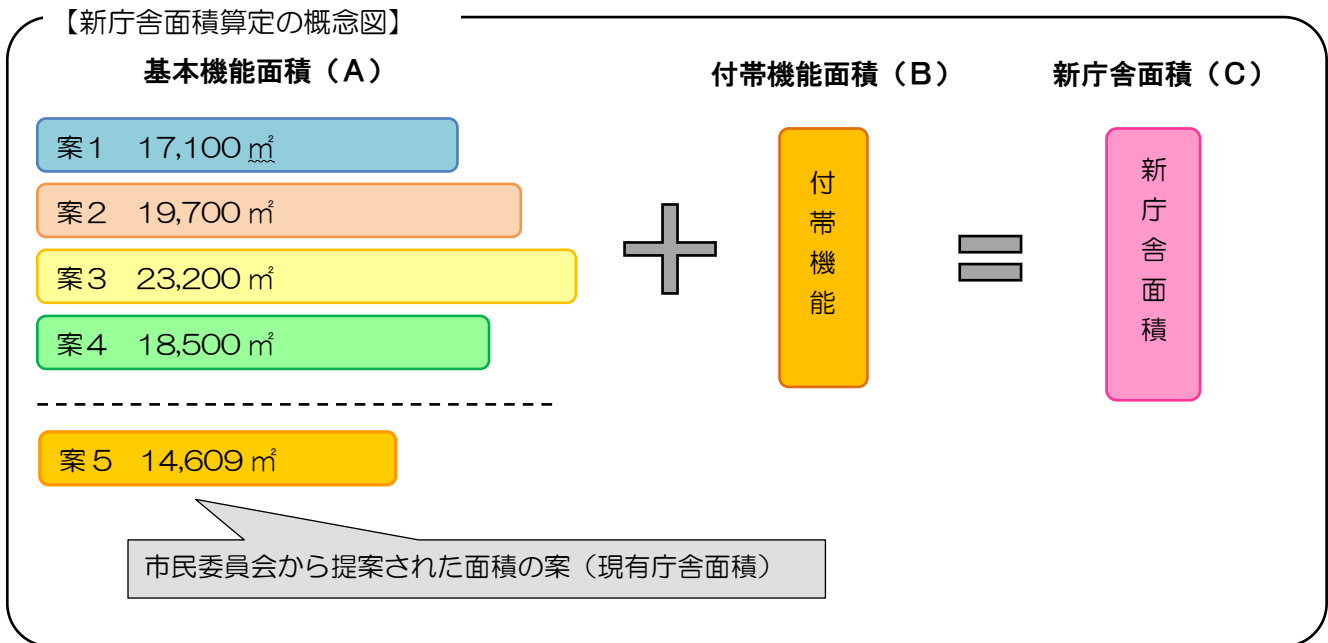 【新庁舎面積算定の概念図】
基本機能面積(A)
付帯機能面積(B)
新庁舎面積(C)
案1 17,100㎡
案2 19,700㎡
案3 23,200㎡
案4 18,500㎡
案5 14,609㎡
市民委員会から提案された面積の案(現有庁舎面積)
付帯機能
新庁舎面積